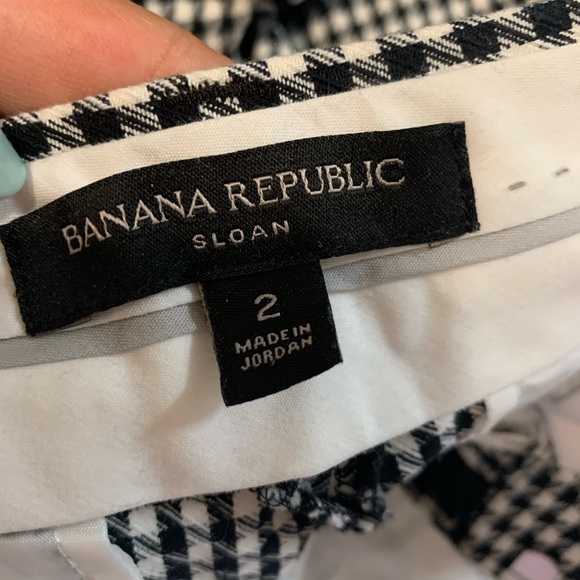 BANANA REPUBLIC
SLOAN
2
MADE IN
JORDAN